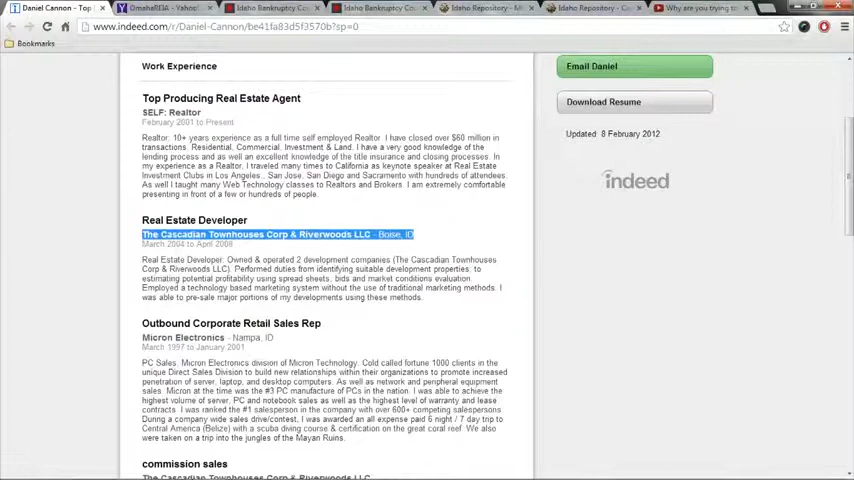 Daniel Cannon - Top
OmahaREIA - Yahoo!
Idaho Bankruptcy Co
Idaho Bankruptcy Cou
Idaho Repository - M
Idaho Repository - C
Why are you trying to
www.indeed.com/r/Daniel-Cannon/be41fa83d5f3570b?sp=0
Bookmarks
Work Experience
Email Daniel
Top Producing Real Estate Agent
Download Resume
SELF: Realtor
February 2001 to Present
Updated: 8 February 2012
Realtor: 10+ years experience as a full time self employed Realtor. I have closed over $60 million in
transactions. Residential, Commercial, Investment & Land. I have a very good knowledge of the
lending process and as well an excellent knowledge of the title insurance and closing processes. In
my experience as a Realtor, I traveled many times to California as keynote speaker at Real Estate
Investment Clubs in Los Angeles., San Jose, San Diego and Sacramento with hundreds of attendees.
As well I taught many Web Technology classes to Realtors and Brokers. I am extremely comfortable
presenting in front of a few or hundreds of people.
indeed
Real Estate Developer
The Cascadian Townhouses Corp & Riverwoods LLC - Boise, ID
March 2004 to April 2008
Real Estate Developer: Owned & operated 2 development companies (The Cascadian Townhouses
Corp & Riverwoods LLC). Performed duties from identifying suitable development properties: to
estimating potential profitability using spread sheets, bids and market conditions evaluation.
Employed a technology based marketing system without the use of traditional marketing methods. I
was able to pre-sale major portions of my developments using these methods.
Outbound Corporate Retail Sales Rep
Micron Electronics - Nampa, ID
March 1997 to January 2001
PC Sales. Micron Electronics division of Micron Technology. Cold called fortune 1000 clients in the
unique Direct Sales Division to build new relationships within their organizations to promote increased
penetration of server, laptop, and desktop computers. As well as network and peripheral equipment
sales. Micron at the time was the #3 PC manufacture of PCs in the nation. I was able to achieve the
highest volume of server, PC and notebook sales as well as the highest level of warranty and lease
contracts. I was ranked the #1 salesperson in the company with over 600+ competing salespersons.
During a company wide sales drive/contest, I was awarded an all expense paid 6 night / 7 day trip to
Central America (Belize) with a scuba diving course & certification on the great coral reef. We also
were taken on a trip into the jungles of the Mayan Ruins.
commission sales
The Cascadian Townhouses Corp & Riverwoods LLC